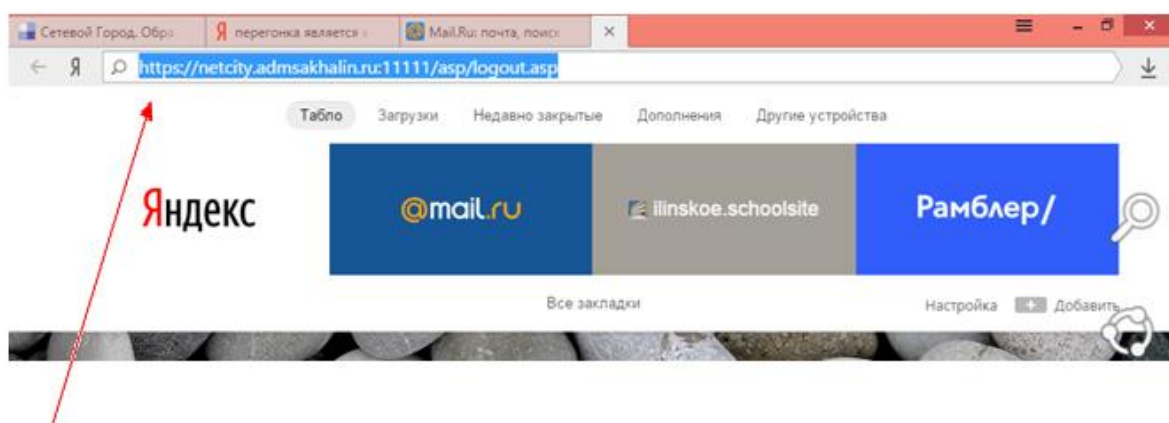 Сетевой Город. Обра
Я перегонка является
Mail.Ru: почта, поиск
Я https://netcity.admsakhalin.ru:11111/asp/logout.asp
Табло Загрузки Недавно закрытые Дополнения Другие устройства
Яндекс @mail.ru ilinskoe.schoolsite Рамблер/
Все закладки Настройка Добавить